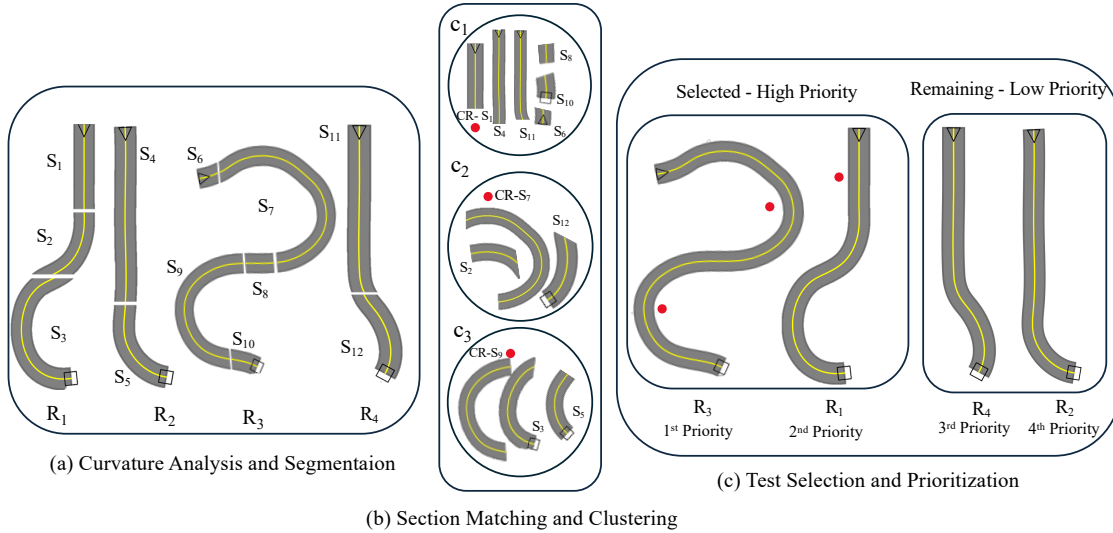 S1
S2
S3
S4
S5
S6
S7
S8
S9
S10
S11
S12
R1
R2
R3
R4
(a) Curvature Analysis and Segmentaion
c1
S8
S10
CR- S1
S4
S11
S6
c2
CR-S7
S12
S2
c3
CR-S9
S3
S5
(b) Section Matching and Clustering
Selected - High Priority
Remaining - Low Priority
R3
R1
R4
R2
1st Priority
2nd Priority
3rd Priority
4th Priority
(c) Test Selection and Prioritization